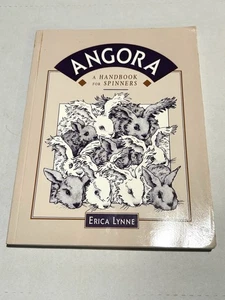 ANGORA
A HANDBOOK
FOR SPINNERS
ERICA LYNNE